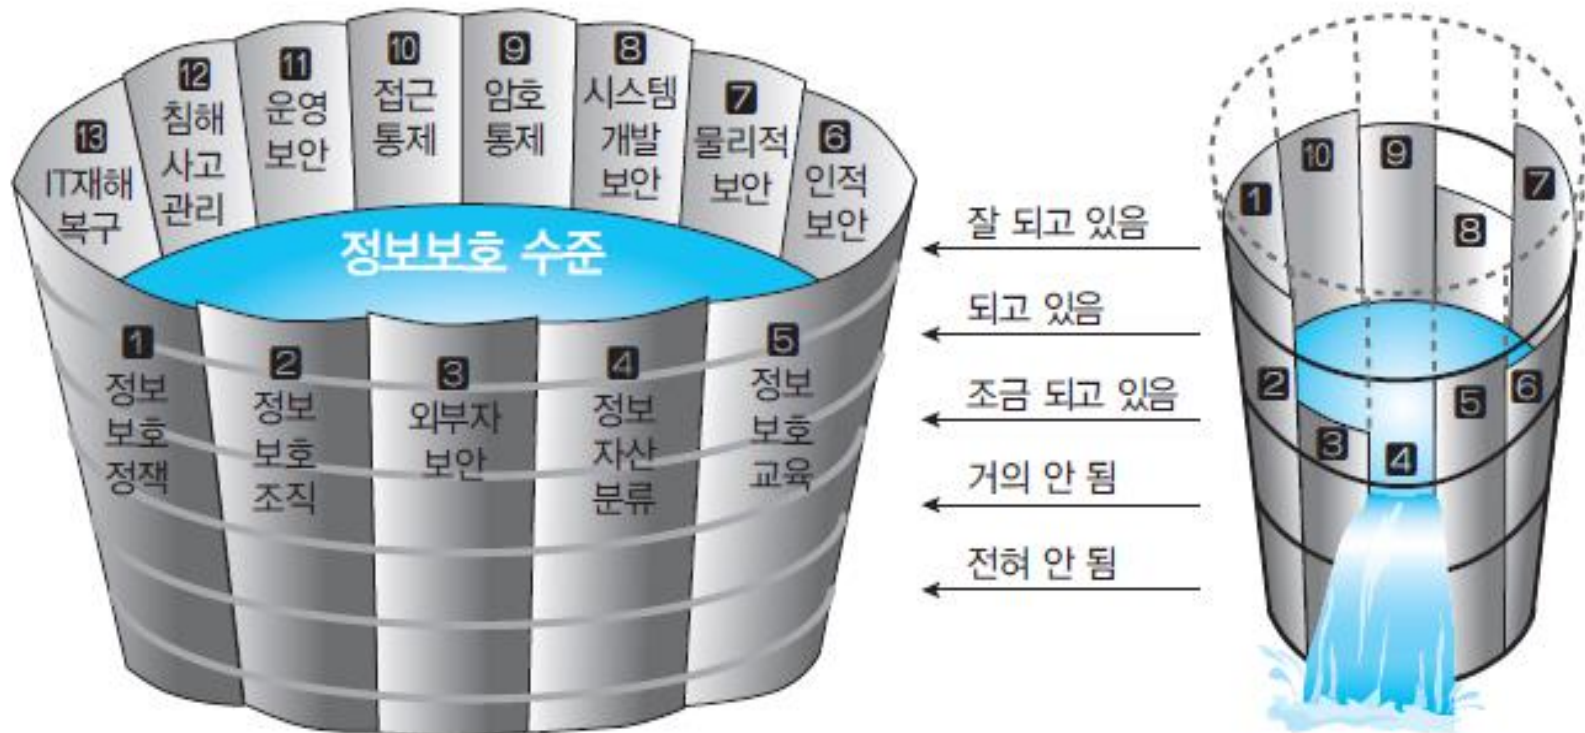 13
IT재해
복구
12
침해
사고
관리
11
운영
보안
10
접근
통제
9
암호
통제
8
시스템
개발
보안
7
물리적
보안
6
인적
보안
정보보호 수준
1
정보
보호
정책
2
정보
보호
조직
3
외부자
보안
4
정보
자산
분류
5
정보
보호
교육
잘 되고 있음
되고 있음
조금 되고 있음
거의 안 됨
전혀 안 됨
1
10
9
8
7
2
3
4
5
6